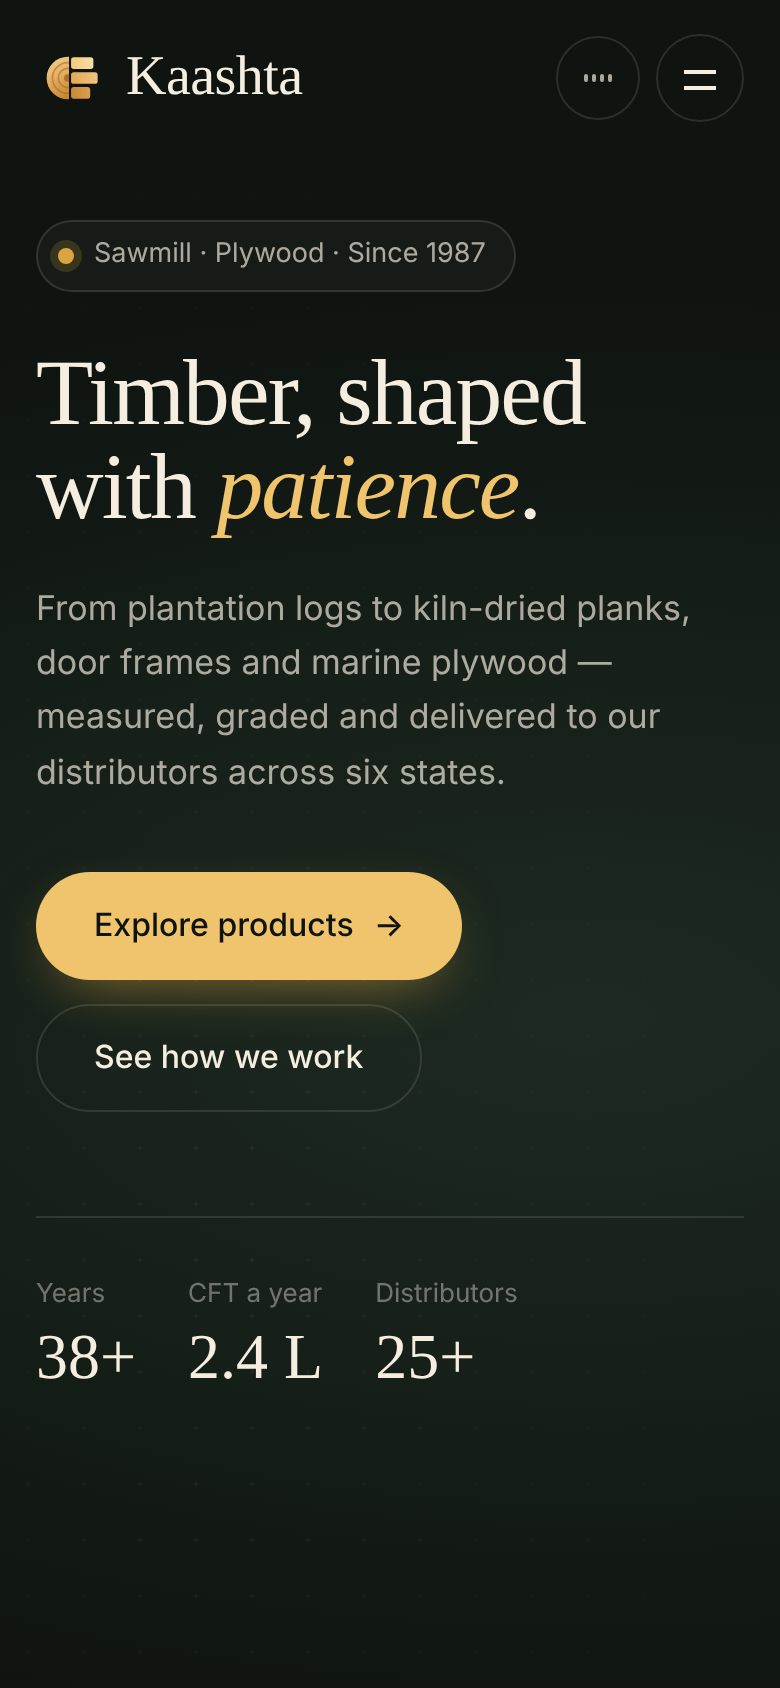 Kaashta
Sawmill · Plywood · Since 1987
Timber, shaped
with patience.
From plantation logs to kiln-dried planks,
door frames and marine plywood —
measured, graded and delivered to our
distributors across six states.
Explore products →
See how we work
Years
CFT a year
Distributors
38+
2.4 L
25+